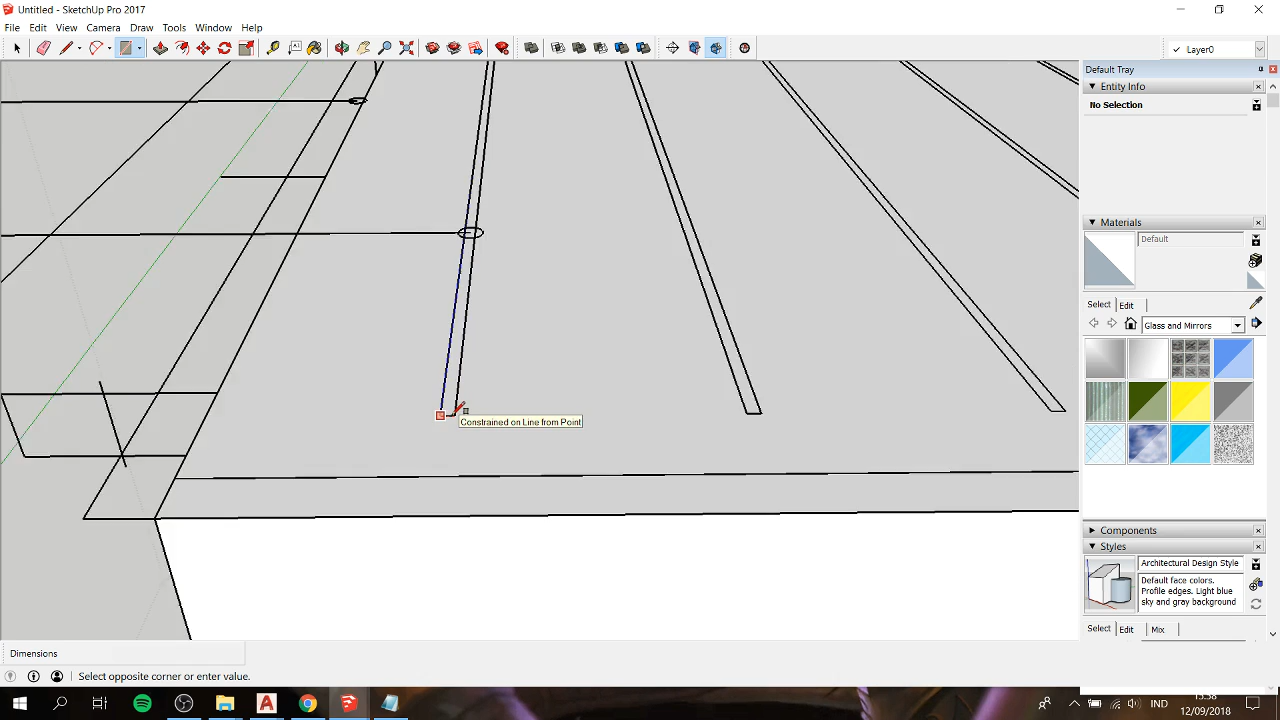 Untitled - SketchUp Pro 2017
File Edit View Camera Draw Tools Window Help
Layer0
Default Tray
Entity Info
No Selection
Materials
Default
Select Edit
Glass and Mirrors
Constrained on Line from Point
Components
Styles
Architectural Design Style
Default face colors.
Profile edges. Light blue
sky and gray background
Select Edit Mix
Dimensions
Select opposite corner or enter value.
A
IND
15.38
12/09/2018